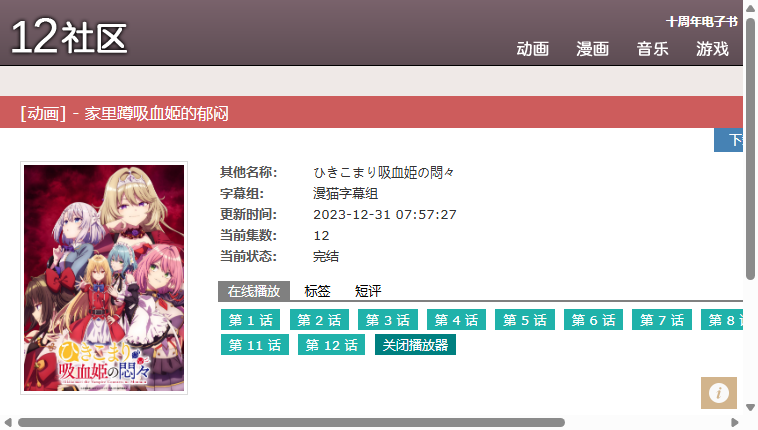 12社区
十周年电子书
动画 漫画 音乐 游戏
[动画] - 家里蹲吸血姬的郁闷
下
其他名称: ひきこまり吸血姫の悶々
字幕组: 漫猫字幕组
更新时间: 2023-12-31 07:57:27
当前集数: 12
当前状态: 完结
ひきこまり
吸血姫の悶々
在线播放 标签 短评
第 1 话 第 2 话 第 3 话 第 4 话 第 5 话 第 6 话 第 7 话 第 8
第 11 话 第 12 话 关闭播放器
i